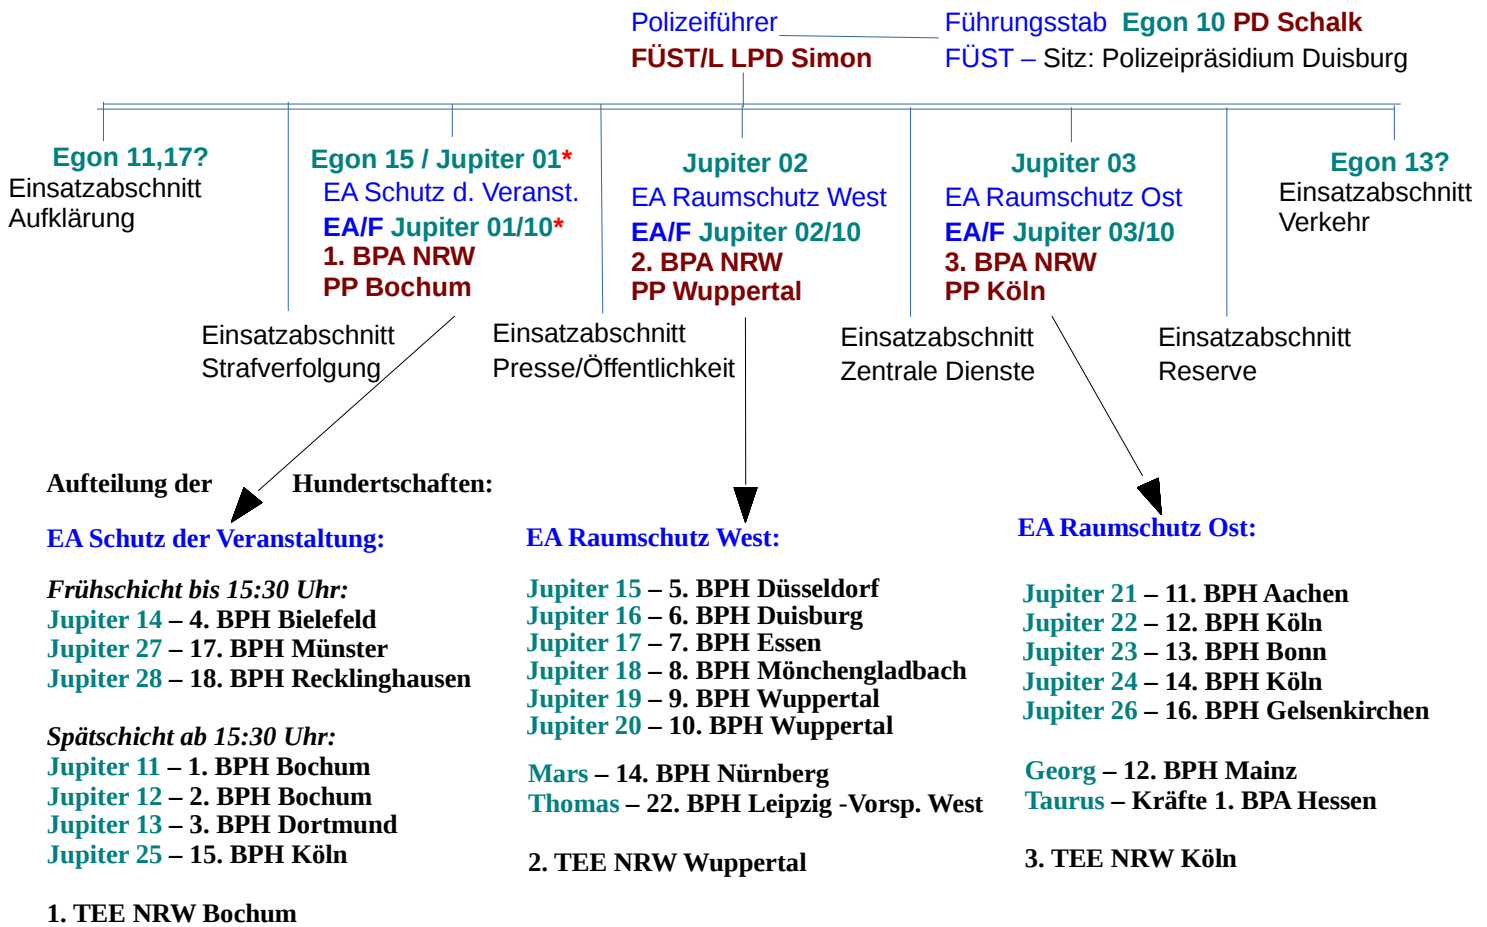 Polizeiführer
FÜST/L LPD Simon
Führungsstab Egon 10 PD Schalk
FÜST – Sitz: Polizeipräsidium Duisburg
Egon 11,17?
Einsatzabschnitt
Aufklärung
Egon 15 / Jupiter 01*
EA Schutz d. Veranst.
EA/F Jupiter 01/10*
1. BPA NRW
PP Bochum
Jupiter 02
EA Raumschutz West
EA/F Jupiter 02/10
2. BPA NRW
PP Wuppertal
Jupiter 03
EA Raumschutz Ost
EA/F Jupiter 03/10
3. BPA NRW
PP Köln
Egon 13?
Einsatzabschnitt
Verkehr
Einsatzabschnitt
Strafverfolgung
Einsatzabschnitt
Presse/Öffentlichkeit
Einsatzabschnitt
Zentrale Dienste
Einsatzabschnitt
Reserve
Aufteilung der Hundertschaften:
EA Schutz der Veranstaltung:
Frühschicht bis 15:30 Uhr:
Jupiter 14 – 4. BPH Bielefeld
Jupiter 27 – 17. BPH Münster
Jupiter 28 – 18. BPH Recklinghausen
Spätschicht ab 15:30 Uhr:
Jupiter 11 – 1. BPH Bochum
Jupiter 12 – 2. BPH Bochum
Jupiter 13 – 3. BPH Dortmund
Jupiter 25 – 15. BPH Köln
1. TEE NRW Bochum
EA Raumschutz West:
Jupiter 15 – 5. BPH Düsseldorf
Jupiter 16 – 6. BPH Duisburg
Jupiter 17 – 7. BPH Essen
Jupiter 18 – 8. BPH Mönchengladbach
Jupiter 19 – 9. BPH Wuppertal
Jupiter 20 – 10. BPH Wuppertal
Mars – 14. BPH Nürnberg
Thomas – 22. BPH Leipzig -Vorsp. West
2. TEE NRW Wuppertal
EA Raumschutz Ost:
Jupiter 21 – 11. BPH Aachen
Jupiter 22 – 12. BPH Köln
Jupiter 23 – 13. BPH Bonn
Jupiter 24 – 14. BPH Köln
Jupiter 26 – 16. BPH Gelsenkirchen
Georg – 12. BPH Mainz
Taurus – Kräfte 1. BPA Hessen
3. TEE NRW Köln